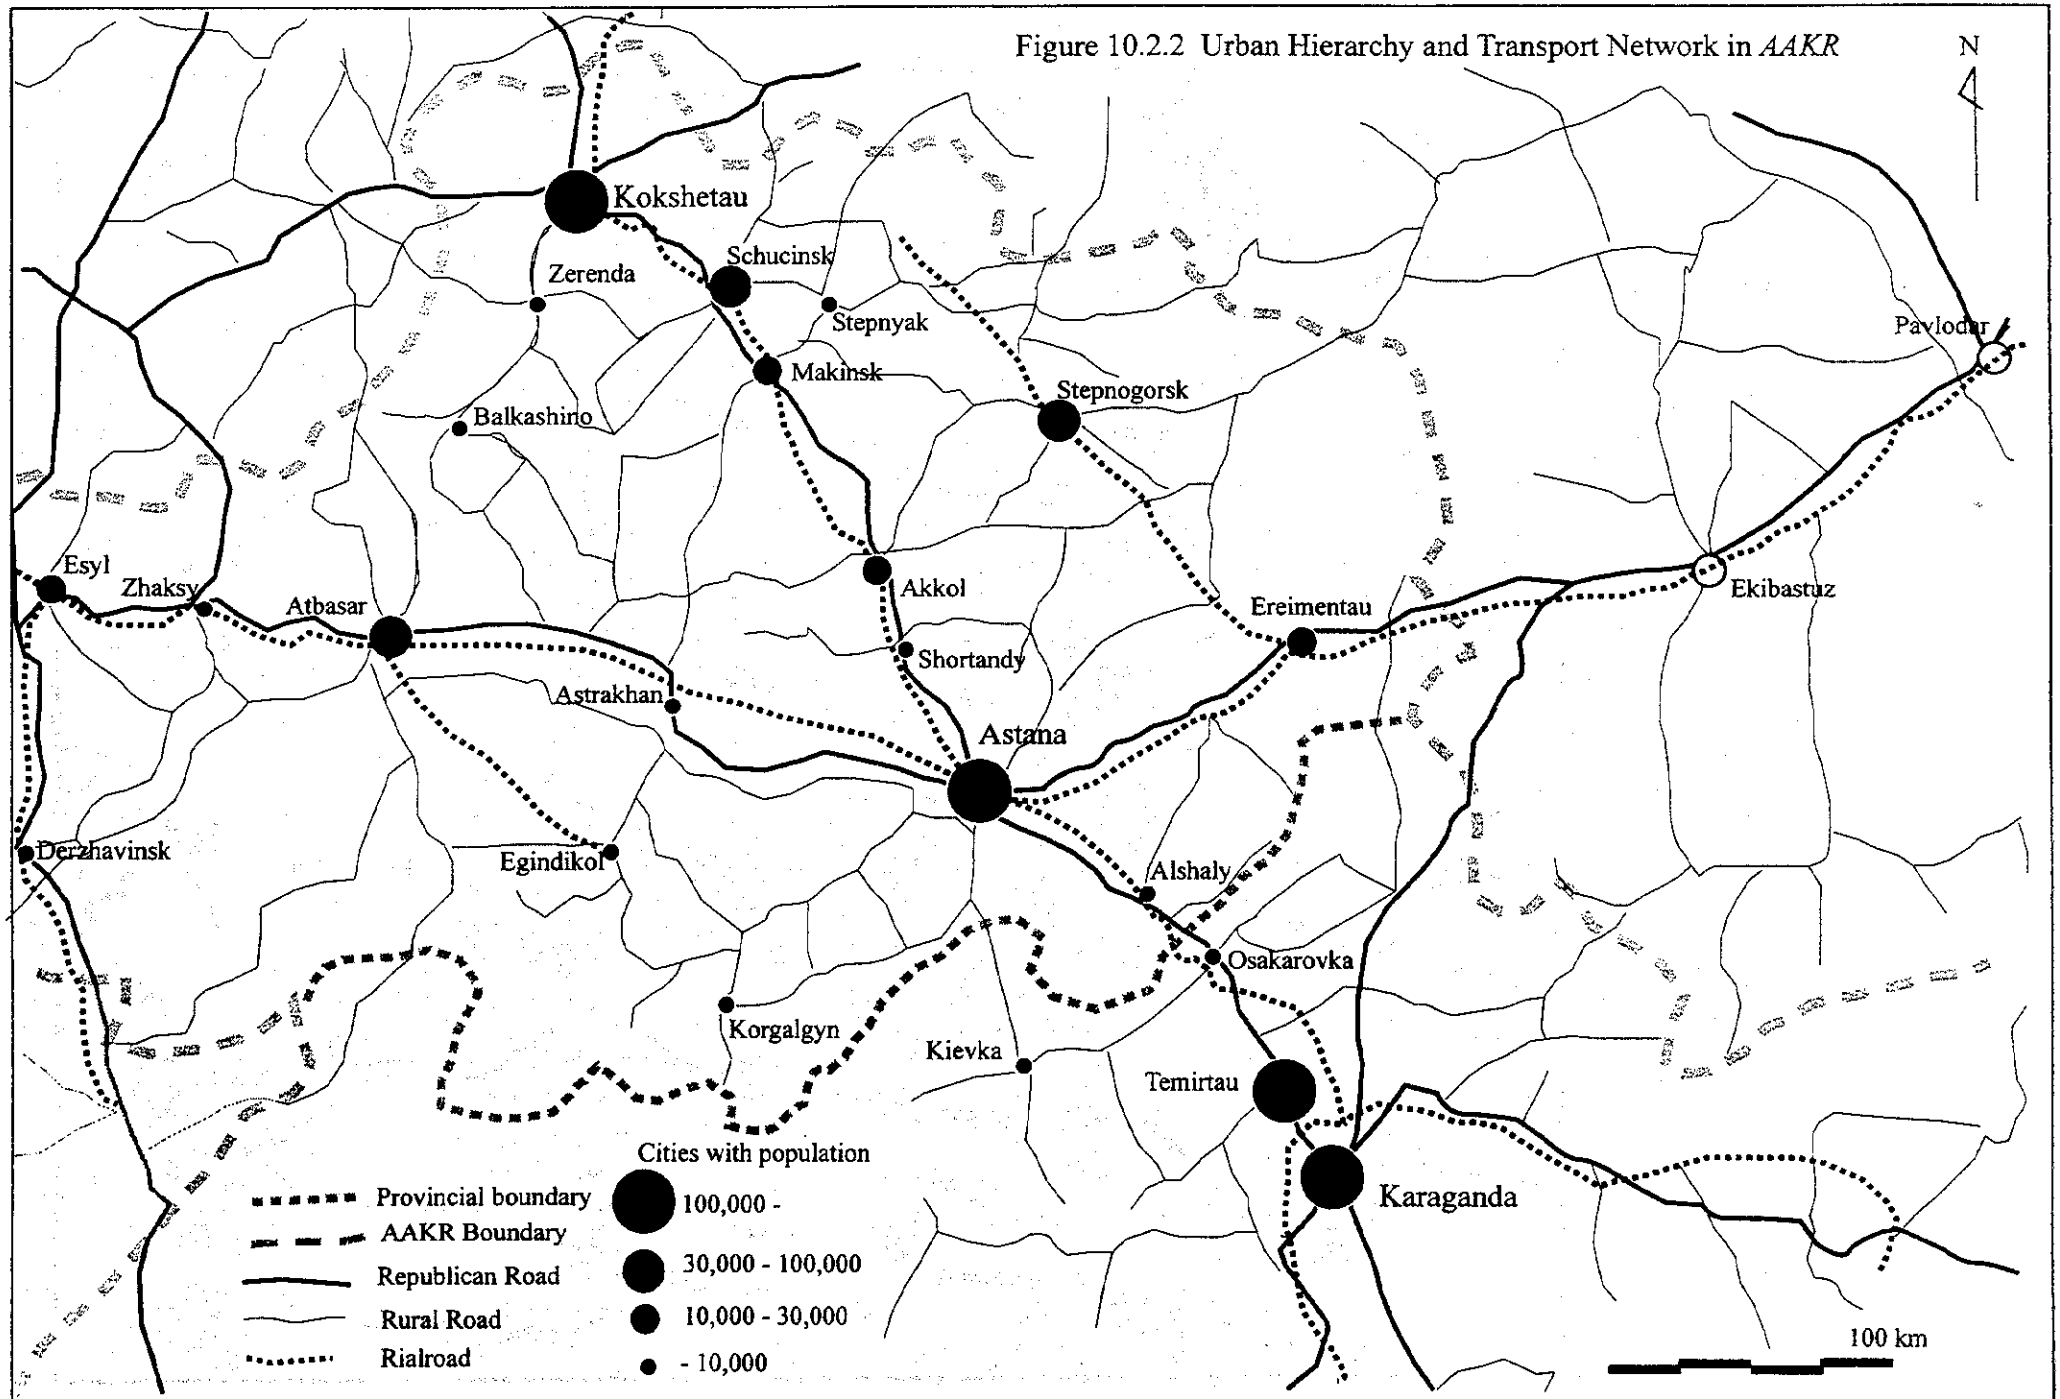 Figure 10.2.2 Urban Hierarchy and Transport Network in AAKR
N
Kokshetau
Schucinsk
Zerenda
Stepnyak
Pavlodar
Makinsk
Stepnogorsk
Balkashino
Esyl
Zhaksy
Atbasar
Akkol
Ereimentau
Ekibastuz
Shortandy
Astrakhan
Astana
Derzhavinsk
Egindikol
Alshaly
Osakarovka
Korgalgyn
Kievka
Temirtau
Karaganda
Cities with population
Provincial boundary
100,000 -
AAKR Boundary
Republican Road
30,000 - 100,000
Rural Road
10,000 - 30,000
Rialroad
- 10,000
100 km